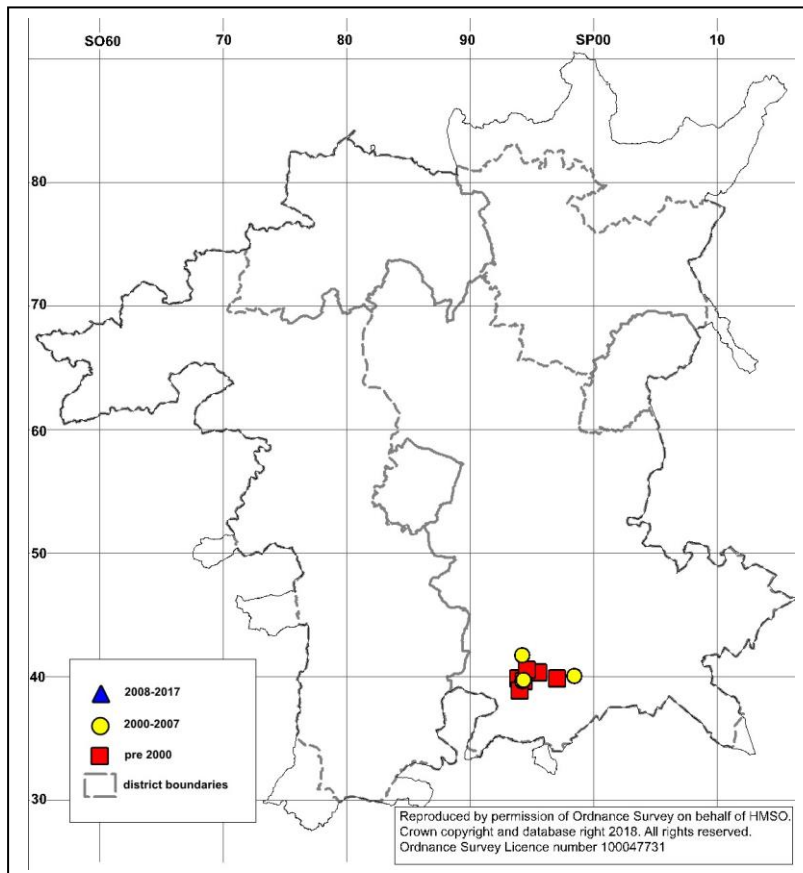 SO60 70 80 90 SP00 10
80
70
60
50
40
30
2008-2017
2000-2007
pre 2000
district boundaries
Reproduced by permission of Ordnance Survey on behalf of HMSO.
Crown copyright and database right 2018. All rights reserved.
Ordnance Survey Licence number 100047731